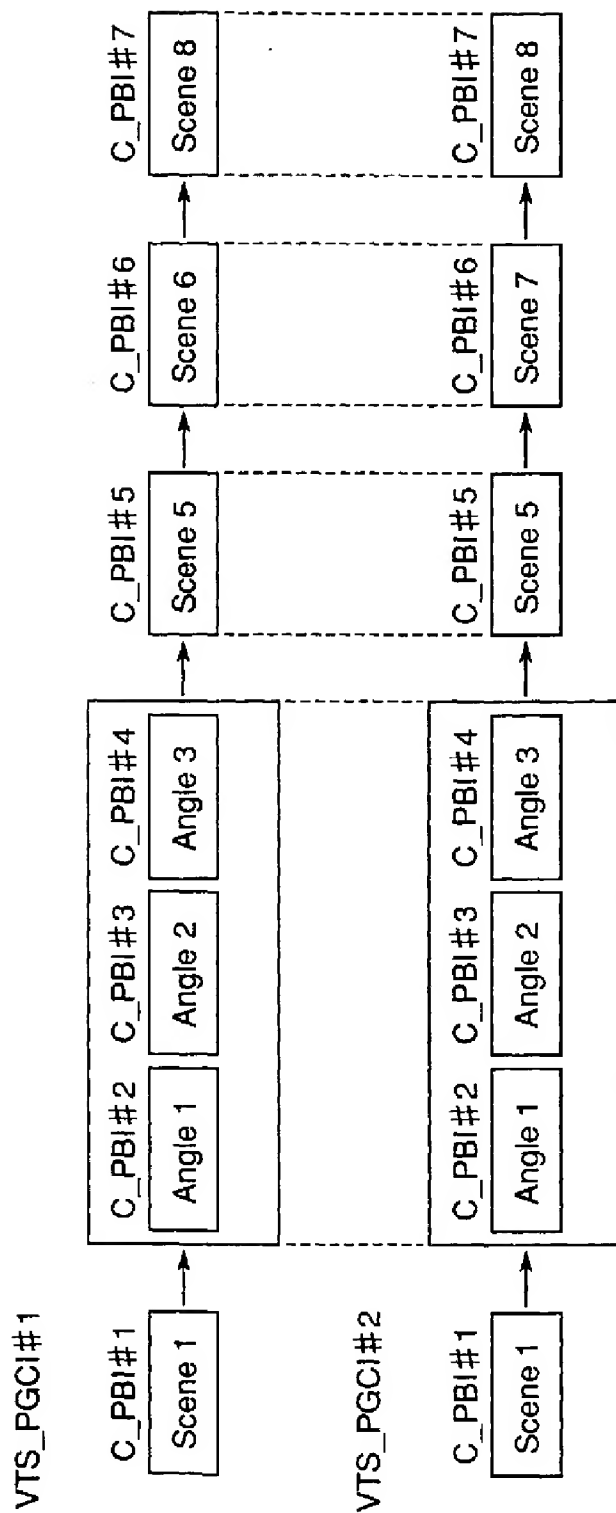 VTS_PGCI#1
C_PBI#1 C_PBI#2 C_PBI#3 C_PBI#4 C_PBI#5 C_PBI#6 C_PBI#7
Scene 1 Angle 1 Angle 2 Angle 3 Scene 5 Scene 6 Scene 8
VTS_PGCI#2
C_PBI#1 C_PBI#2 C_PBI#3 C_PBI#4 C_PBI#5 C_PBI#6 C_PBI#7
Scene 1 Angle 1 Angle 2 Angle 3 Scene 5 Scene 7 Scene 8